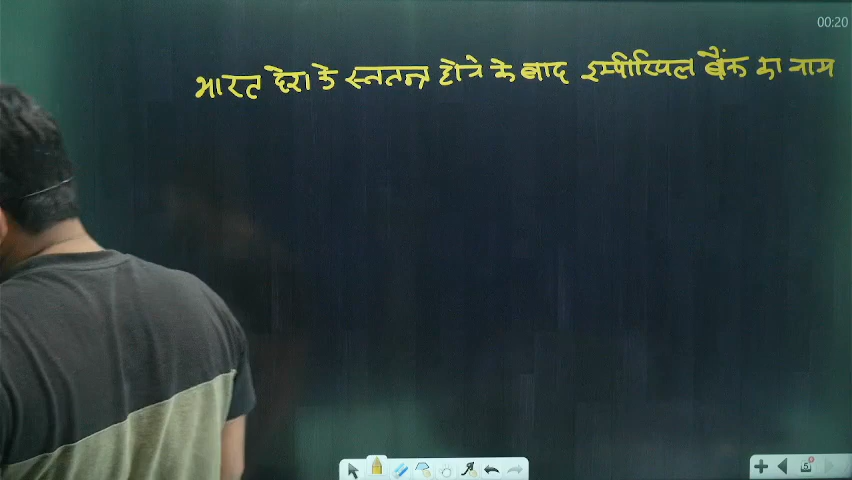 00:20
भारत देश के स्वतन्त्र होने के बाद इम्पीरियल बैंक का नाम